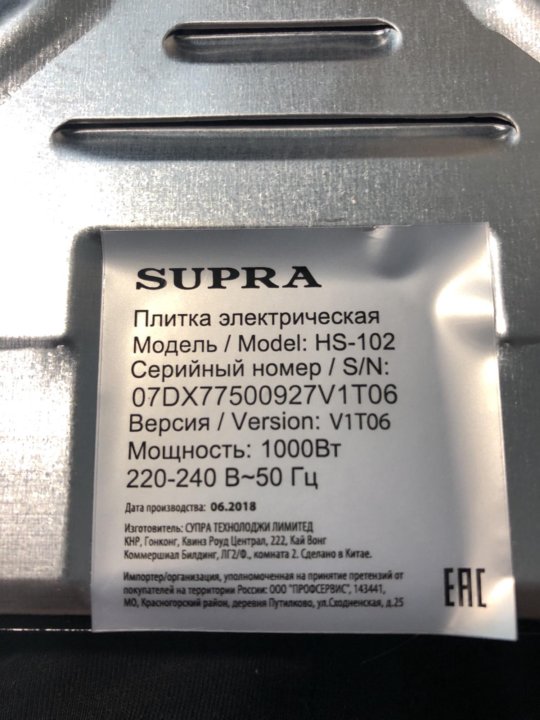 SUPRA
Плитка электрическая
Модель / Model: HS-102
Серийный номер / S/N:
07DX77500927V1T06
Версия / Version: V1T06
Мощность: 1000Вт
220-240 В~50 Гц
Дата производства: 06.2018
Изготовитель: СУПРА ТЕХНОЛОДЖИ ЛИМИТЕД
КНР, Гонконг, Квинз Роуд Централ, 222, Кай Вонг
Коммершиал Билдинг, ЛГ2/Ф., комната 2. Сделано в Китае.
Импортер/организация, уполномоченная на принятие претензий от
покупателей на территории России: ООО "ПРОФСЕРВИС", 143441,
МО, Красногорский район, деревня Путилково, ул.Сходненская, д.25
EAC